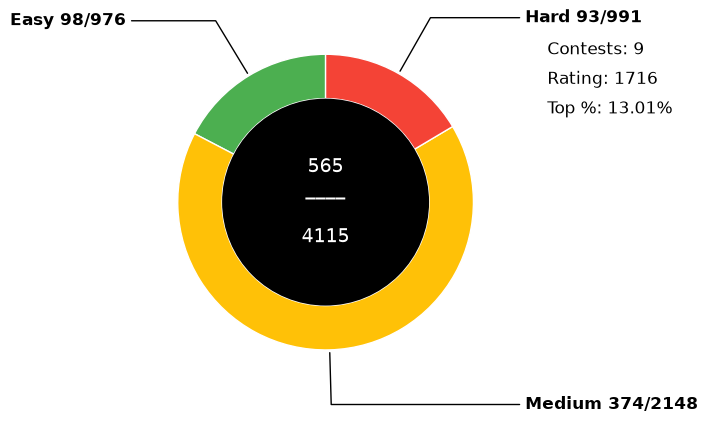 Easy 98/976
Hard 93/991
Contests: 9
Rating: 1716
Top %: 13.01%
565
————
4115
Medium 374/2148